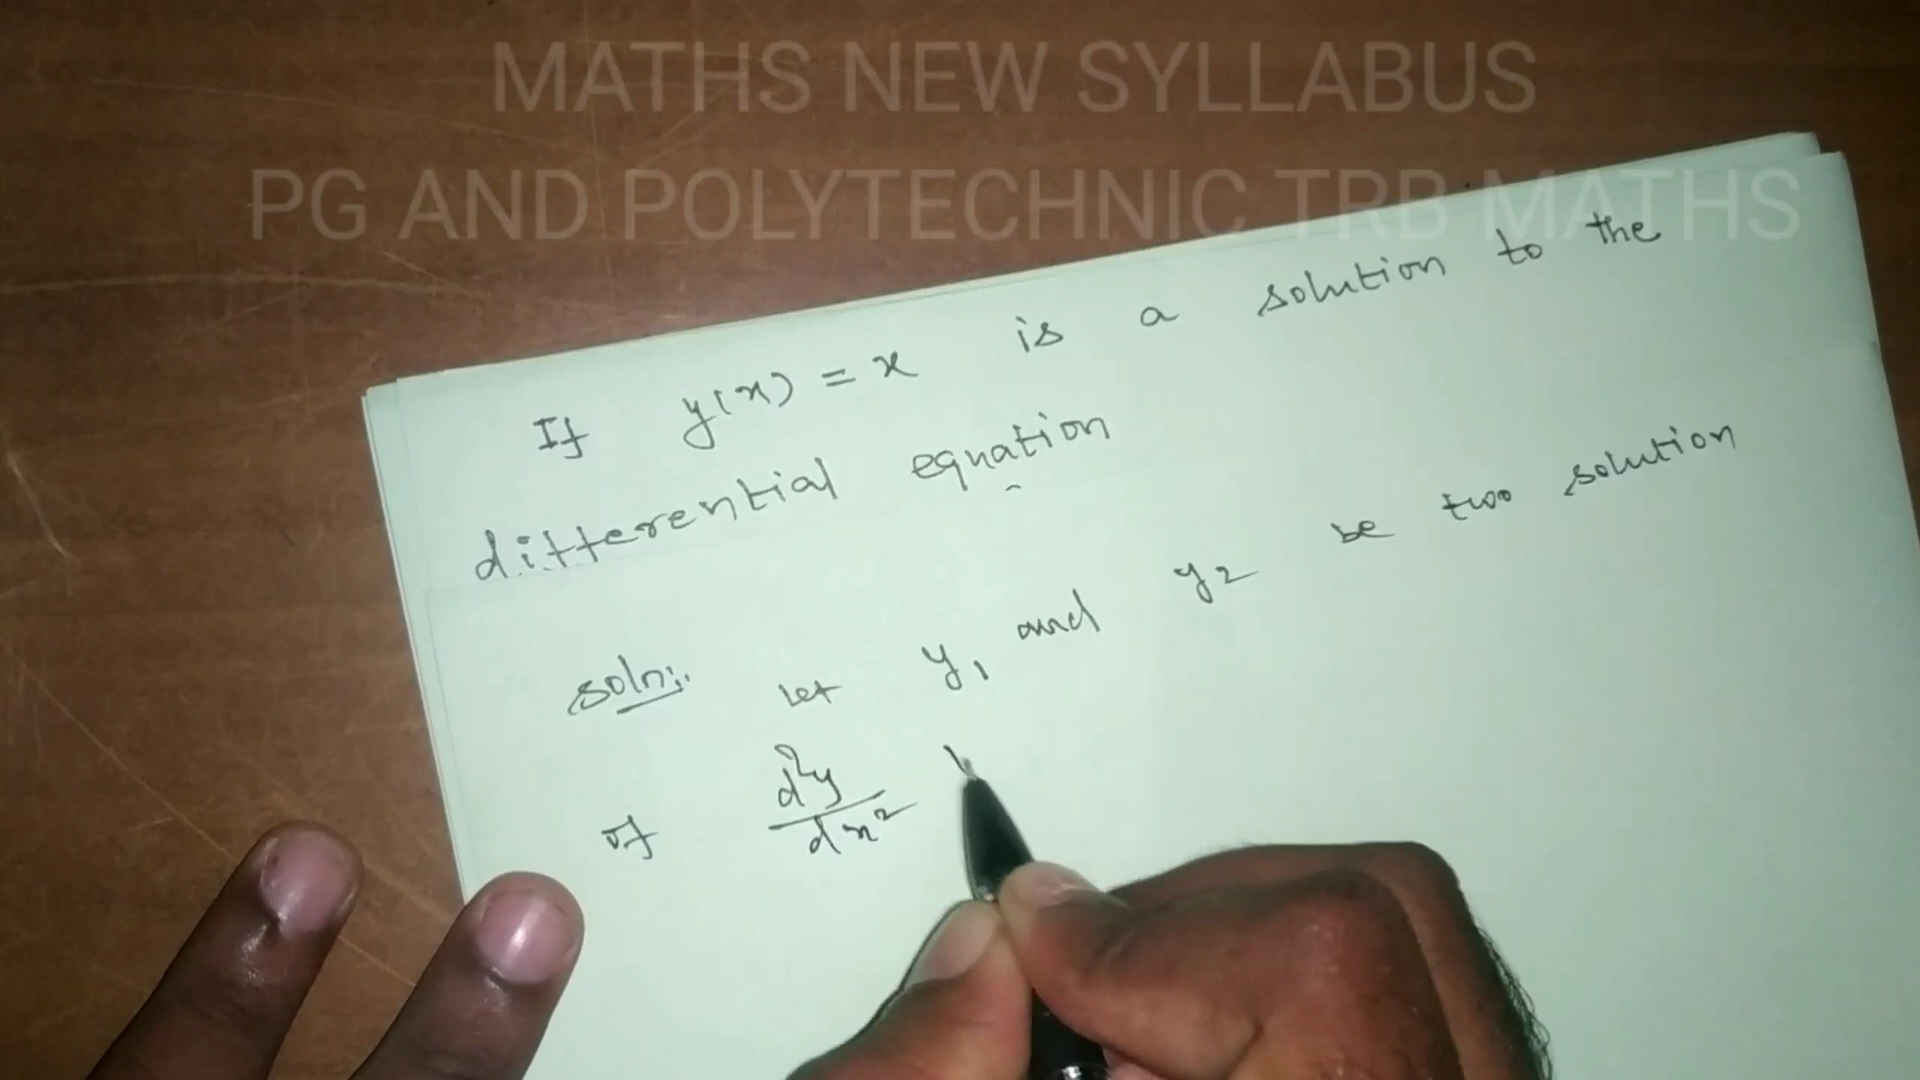 MATHS NEW SYLLABUS
PG AND POLYTECHNIC TRB MATHS
If y(x) = x is a solution to the
differential equation
soln:. Let y₁ and y₂ be two solution
of d²y/dx²